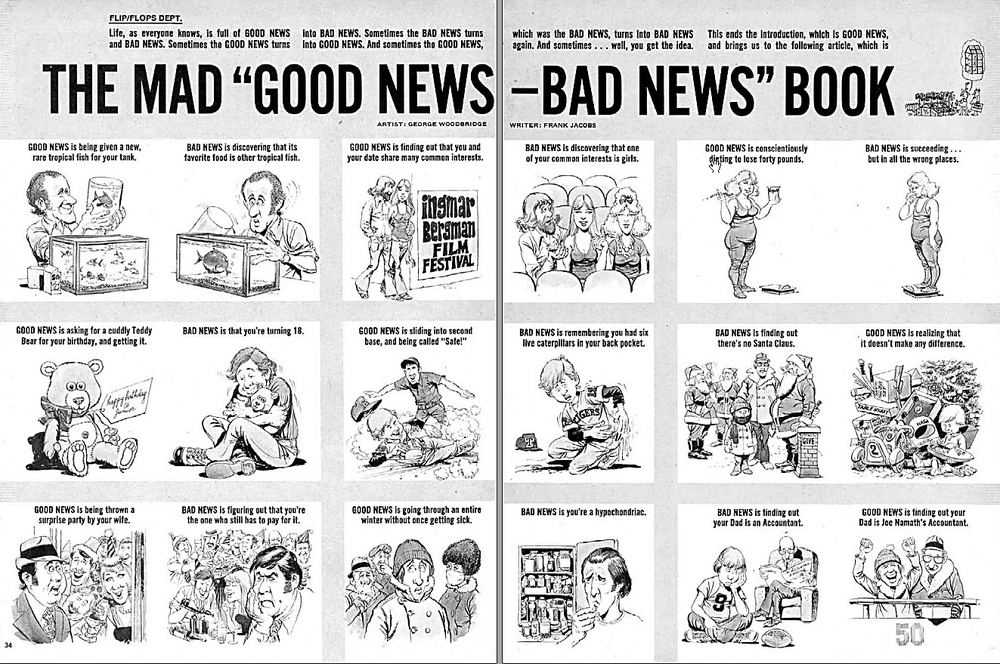 FLIP/FLOPS DEPT.
Life, as everyone knows, is full of GOOD NEWS
and BAD NEWS. Sometimes the GOOD NEWS turns
into BAD NEWS. Sometimes the BAD NEWS turns
into GOOD NEWS. And sometimes the GOOD NEWS,
which was the BAD NEWS, turns into BAD NEWS
again. And sometimes . . . well, you get the idea.
This ends the introduction, which is GOOD NEWS,
and brings us to the following article, which is
THE MAD “GOOD NEWS
—BAD NEWS” BOOK
ARTIST: GEORGE WOODBRIDGE
WRITER: FRANK JACOBS
GOOD NEWS is being given a new,
rare tropical fish for your tank.
BAD NEWS is discovering that its
favorite food is other tropical fish.
GOOD NEWS is finding out that you and
your date share many common interests.
ingmar
Bergman
FILM
FESTIVAL
BAD NEWS is discovering that one
of your common interests is girls.
GOOD NEWS is conscientiously
dieting to lose forty pounds.
BAD NEWS is succeeding . . .
but in all the wrong places.
GOOD NEWS is asking for a cuddly Teddy
Bear for your birthday, and getting it.
happy birthday
to
junior
BAD NEWS is that you're turning 18.
GOOD NEWS is sliding into second
base, and being called “Safe!”
BAD NEWS is remembering you had six
live caterpillars in your back pocket.
TIGERS
T
BAD NEWS is finding out
there's no Santa Claus.
GIVE
GOOD NEWS is realizing that
it doesn't make any difference.
GOOD NEWS is being thrown a
surprise party by your wife.
BAD NEWS is figuring out that you're
the one who still has to pay for it.
GOOD NEWS is going through an entire
winter without once getting sick.
BAD NEWS is you're a hypochondriac.
BAD NEWS is finding out
your Dad is an Accountant.
9
GOOD NEWS is finding out your
Dad is Joe Namath's Accountant.
50
34